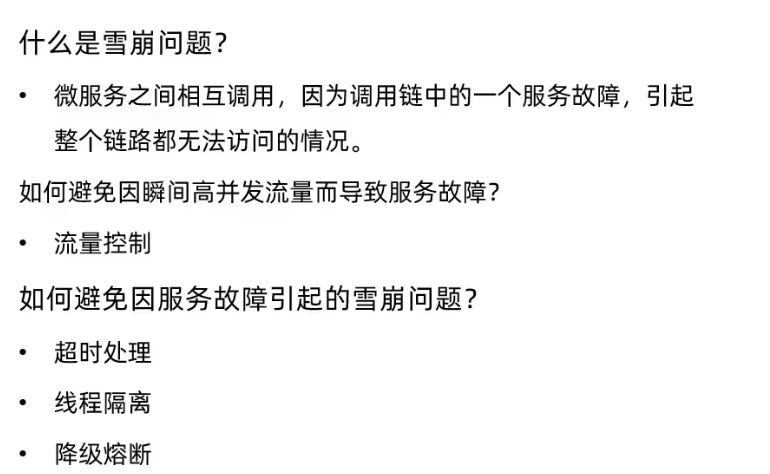 什么是雪崩问题？
• 微服务之间相互调用，因为调用链中的一个服务故障，引起
整个链路都无法访问的情况。
如何避免因瞬间高并发流量而导致服务故障？
• 流量控制
如何避免因服务故障引起的雪崩问题？
• 超时处理
• 线程隔离
• 降级熔断